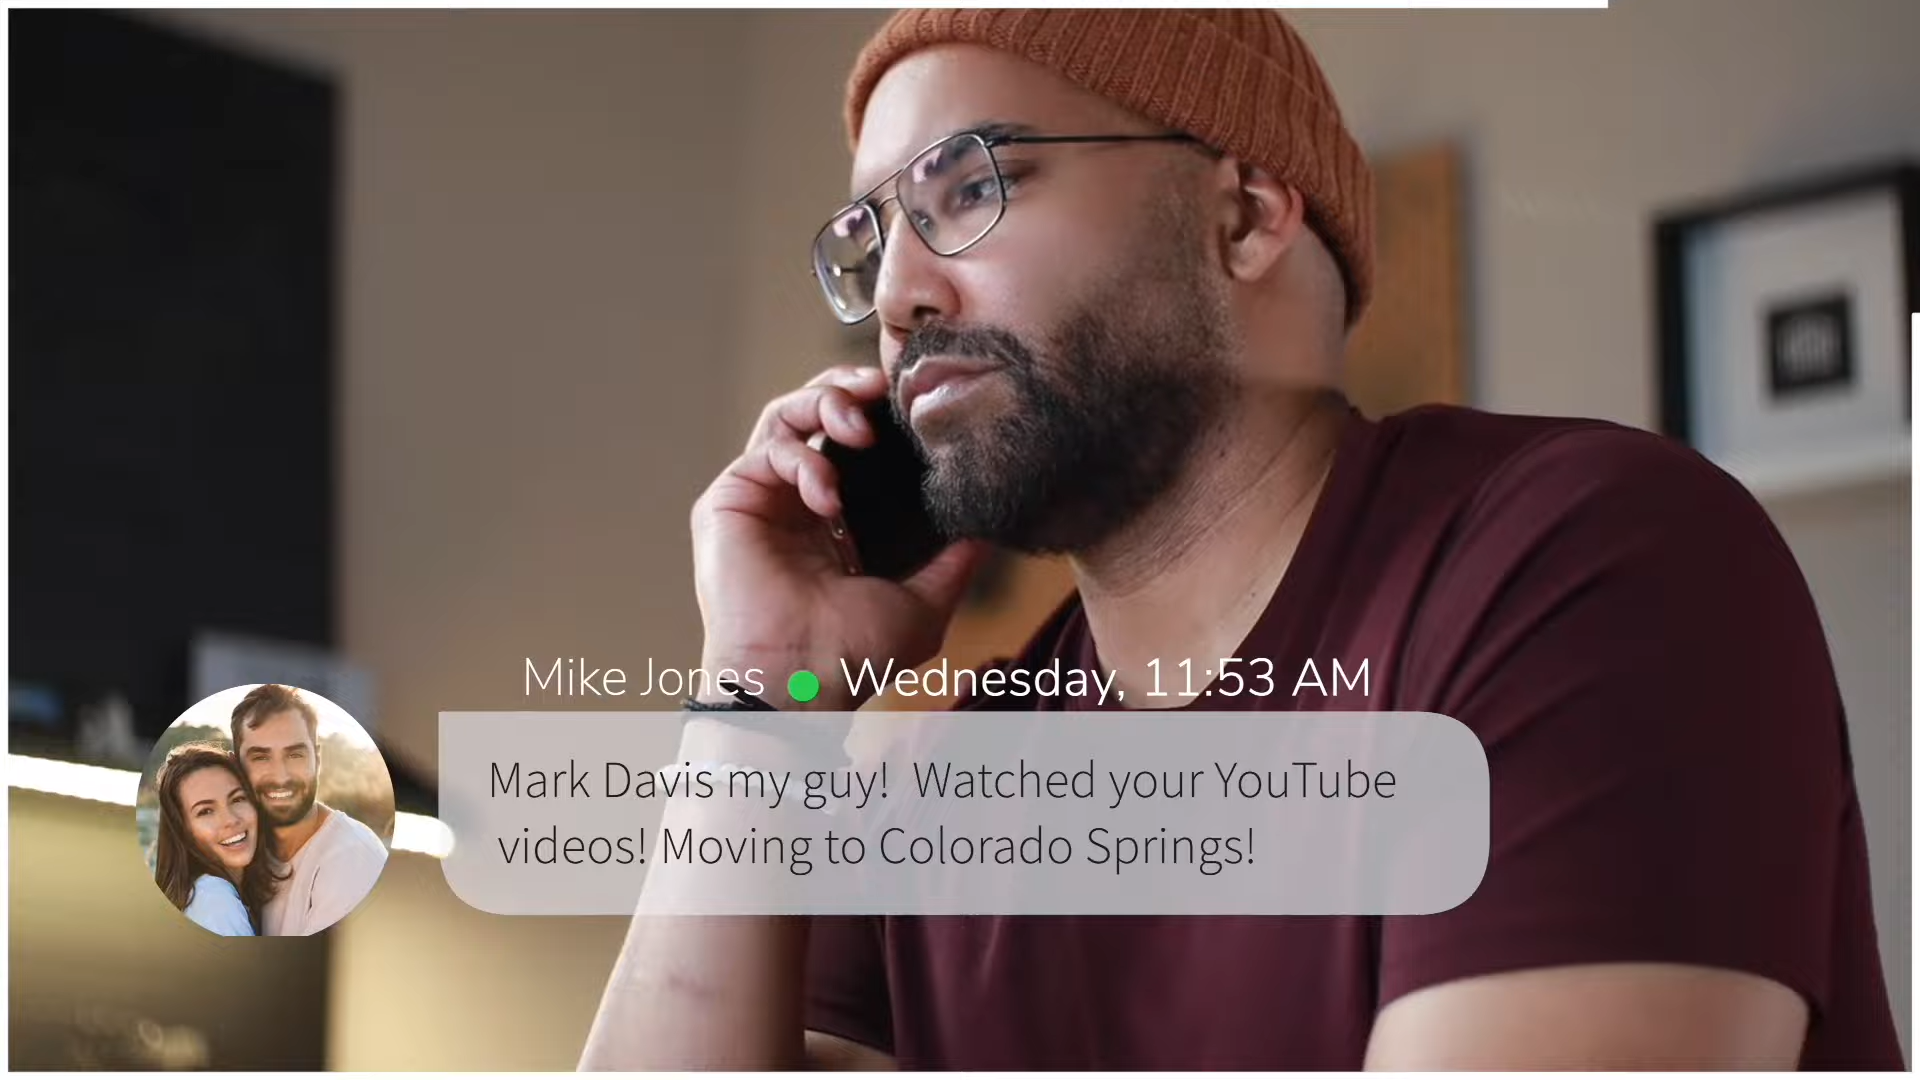 Mike Jones Wednesday, 11:53 AM
Mark Davis my guy! Watched your YouTube
videos! Moving to Colorado Springs!